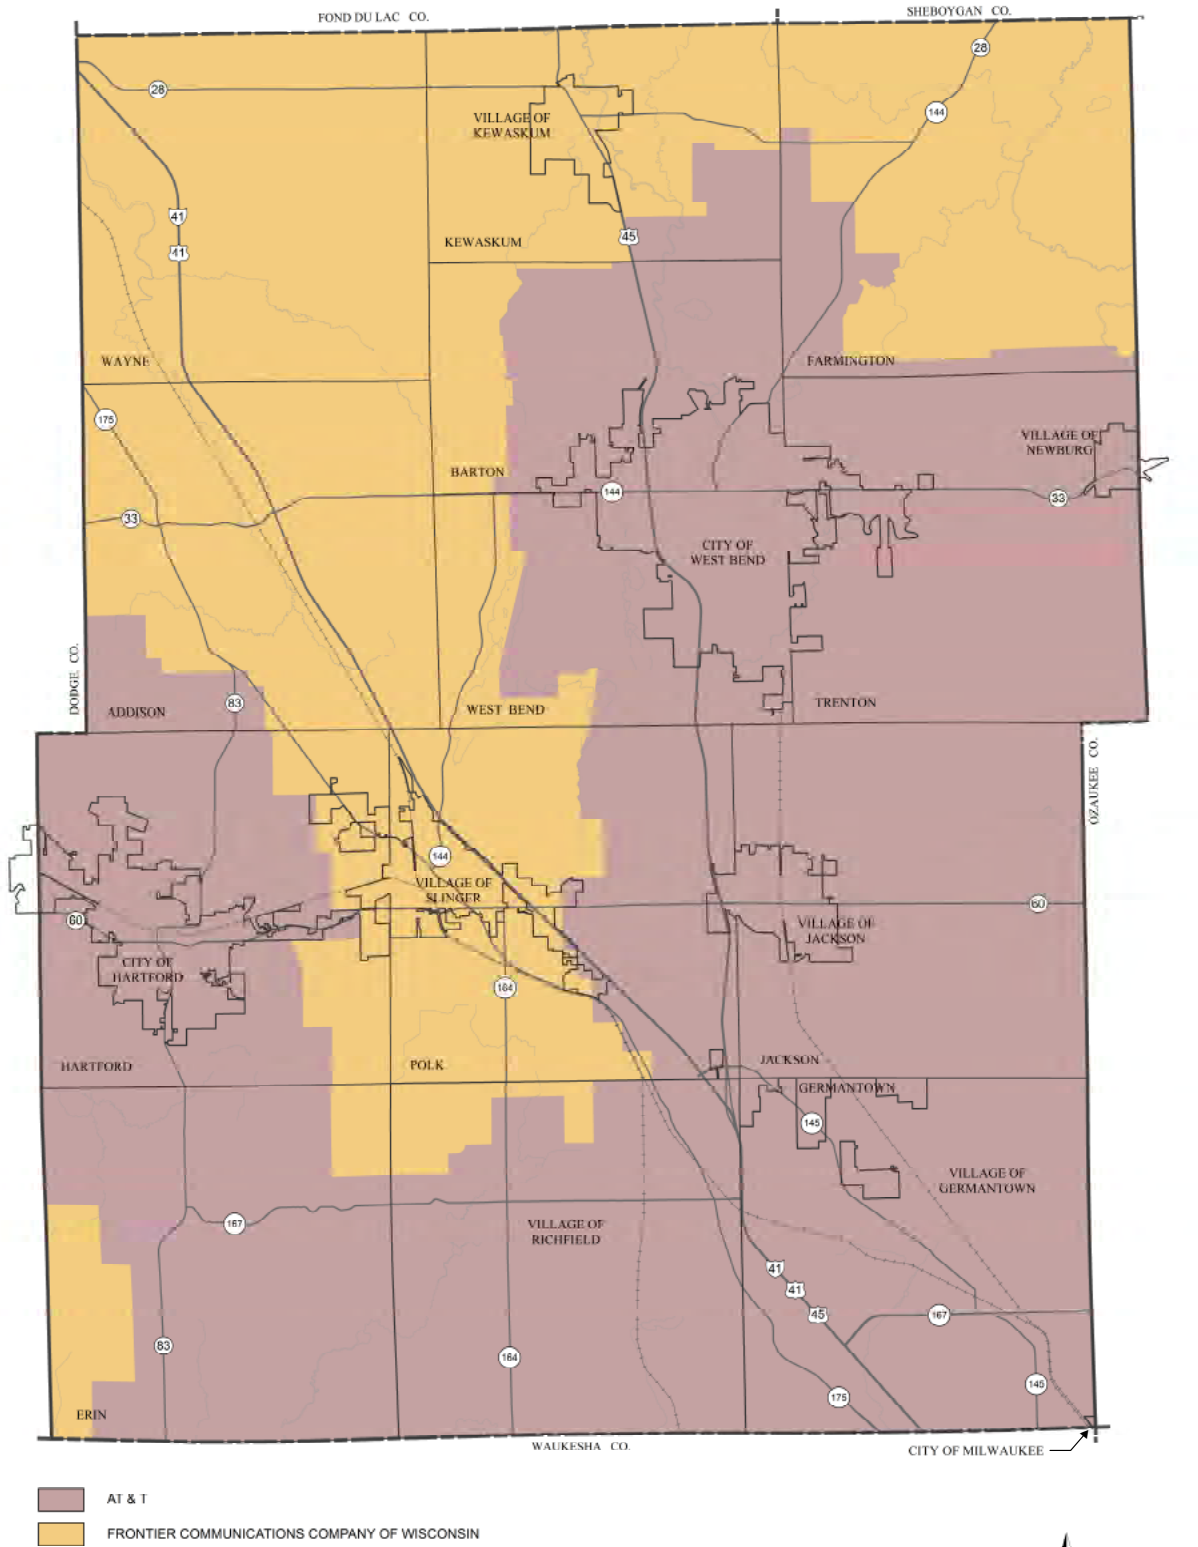 FOND DU LAC CO.
SHEBOYGAN CO.
28
28
144
VILLAGE OF
KEWASKUM
41
41
45
KEWASKUM
WAYNE
FARMINGTON
175
VILLAGE OF
NEWBURG
BARTON
144
33
33
CITY OF
WEST BEND
DODGE CO.
83
ADDISON
WEST BEND
TRENTON
OZAUKEE CO.
144
VILLAGE OF
SLINGER
60
60
VILLAGE OF
JACKSON
CITY OF
HARTFORD
164
HARTFORD
POLK
JACKSON
GERMANTOWN
145
VILLAGE OF
GERMANTOWN
167
VILLAGE OF
RICHFIELD
41
41
45
167
83
164
175
145
ERIN
WAUKESHA CO.
CITY OF MILWAUKEE
AT & T
FRONTIER COMMUNICATIONS COMPANY OF WISCONSIN